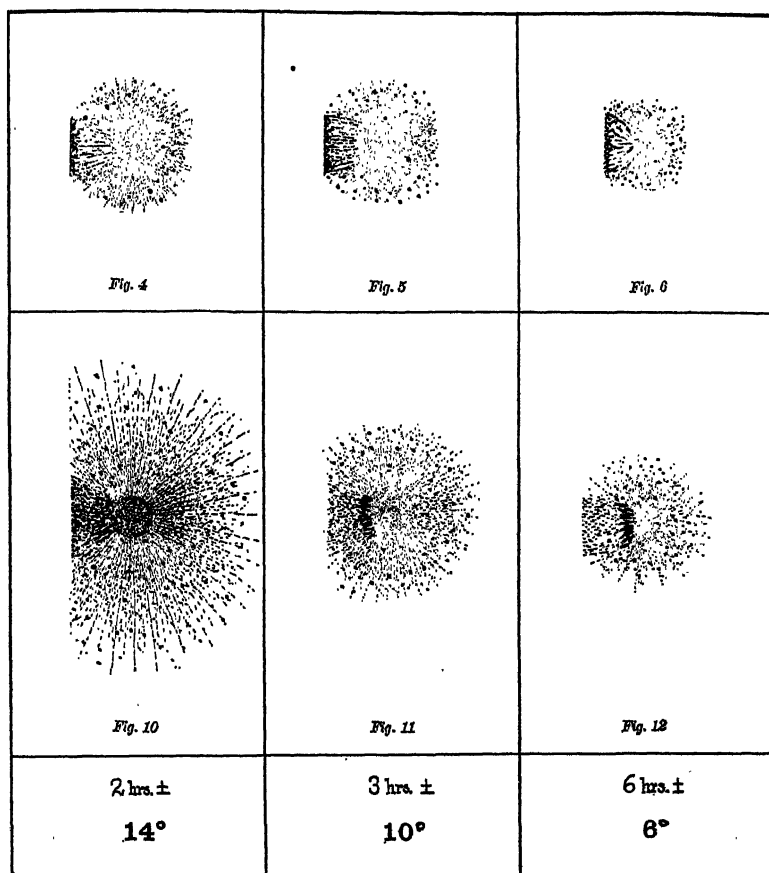 Fig. 4
Fig. 5
Fig. 6
Fig. 10
Fig. 11
Fig. 12
2 hrs. ±
3 hrs. ±
6 hrs. ±
14°
10°
6°